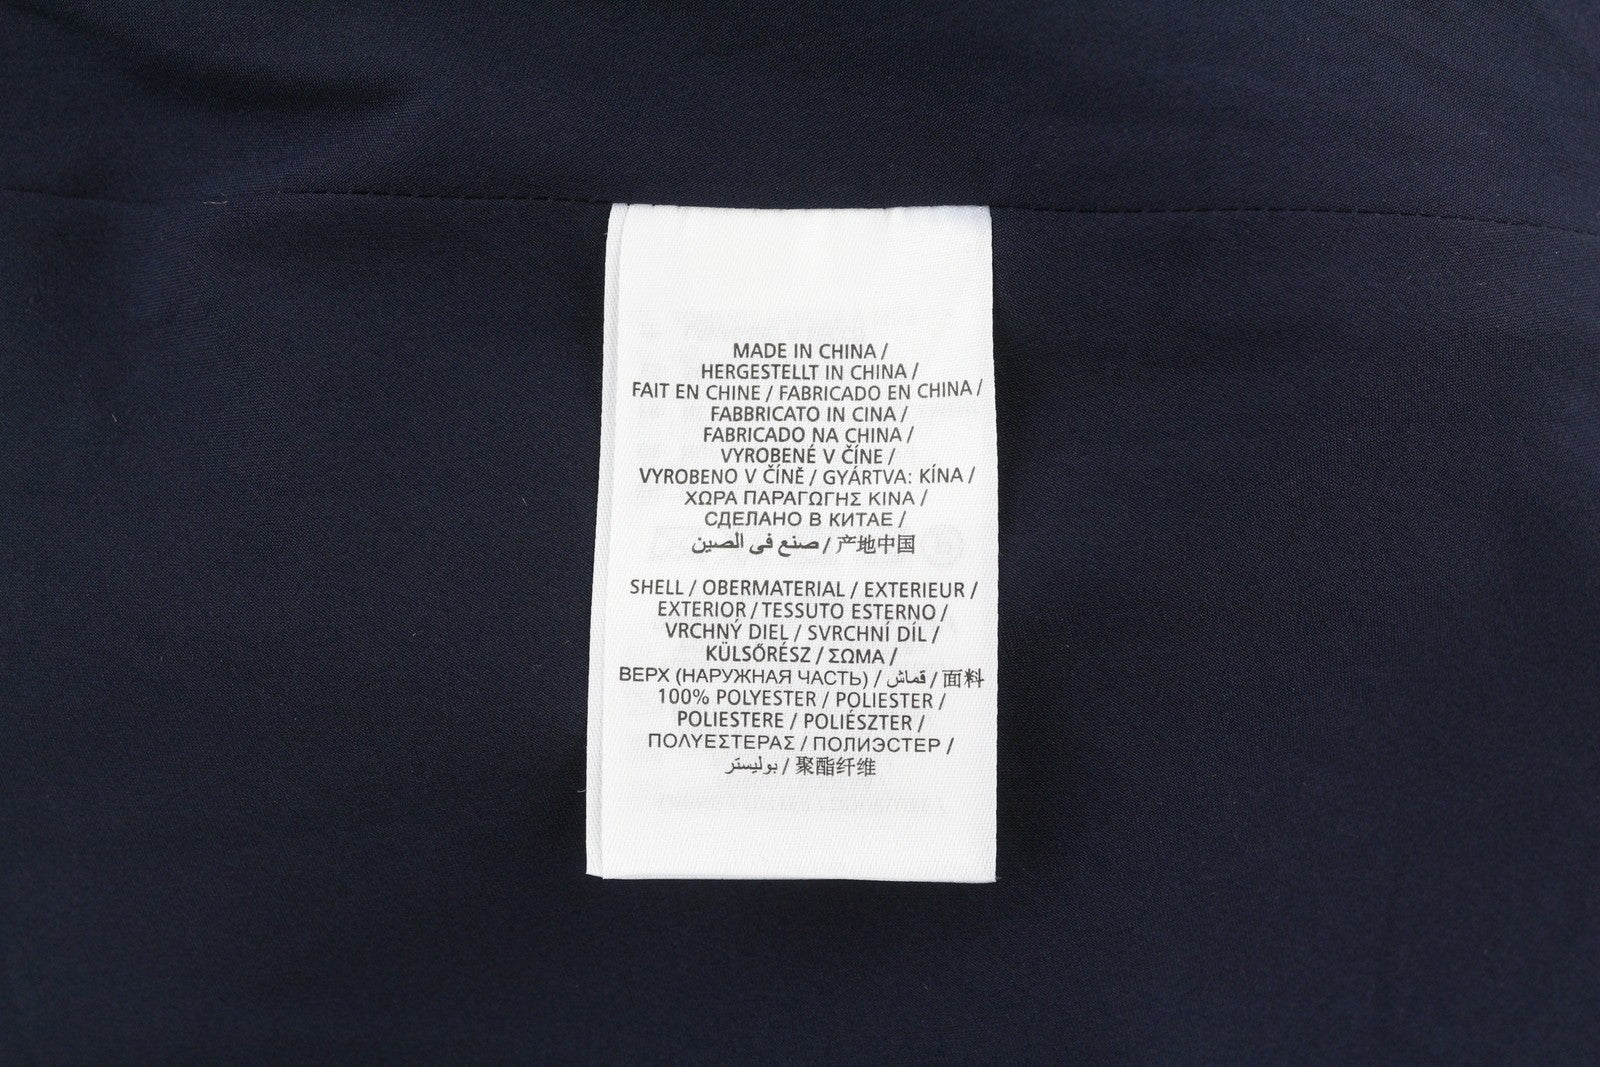 MADE IN CHINA /
HERGESTELLT IN CHINA /
FAIT EN CHINE / FABRICADO EN CHINA /
FABBRICATO IN CINA /
FABRICADO NA CHINA /
VYROBENÉ V ČÍNE /
VYROBENO V ČÍNĚ / GYÁRTVA: KÍNA /
ΧΩΡΑ ΠΑΡΑΓΩΓΗΣ ΚΙΝΑ /
СДЕЛАНО В КИТАЕ /
صنع في الصين / 产地中国
SHELL / OBERMATERIAL / EXTERIEUR /
EXTERIOR / TESSUTO ESTERNO /
VRCHNÝ DIEL / SVRCHNÍ DÍL /
KÜLSŐRÉSZ / ΣΩΜΑ /
ВЕРХ (НАРУЖНАЯ ЧАСТЬ) / قماش / 面料
100% POLYESTER / POLIESTER /
POLIESTERE / POLIÉSZTER /
ΠΟΛΥΕΣΤΕΡΑΣ / ПОЛИЭСТЕР /
بوليستر / 聚酯纤维